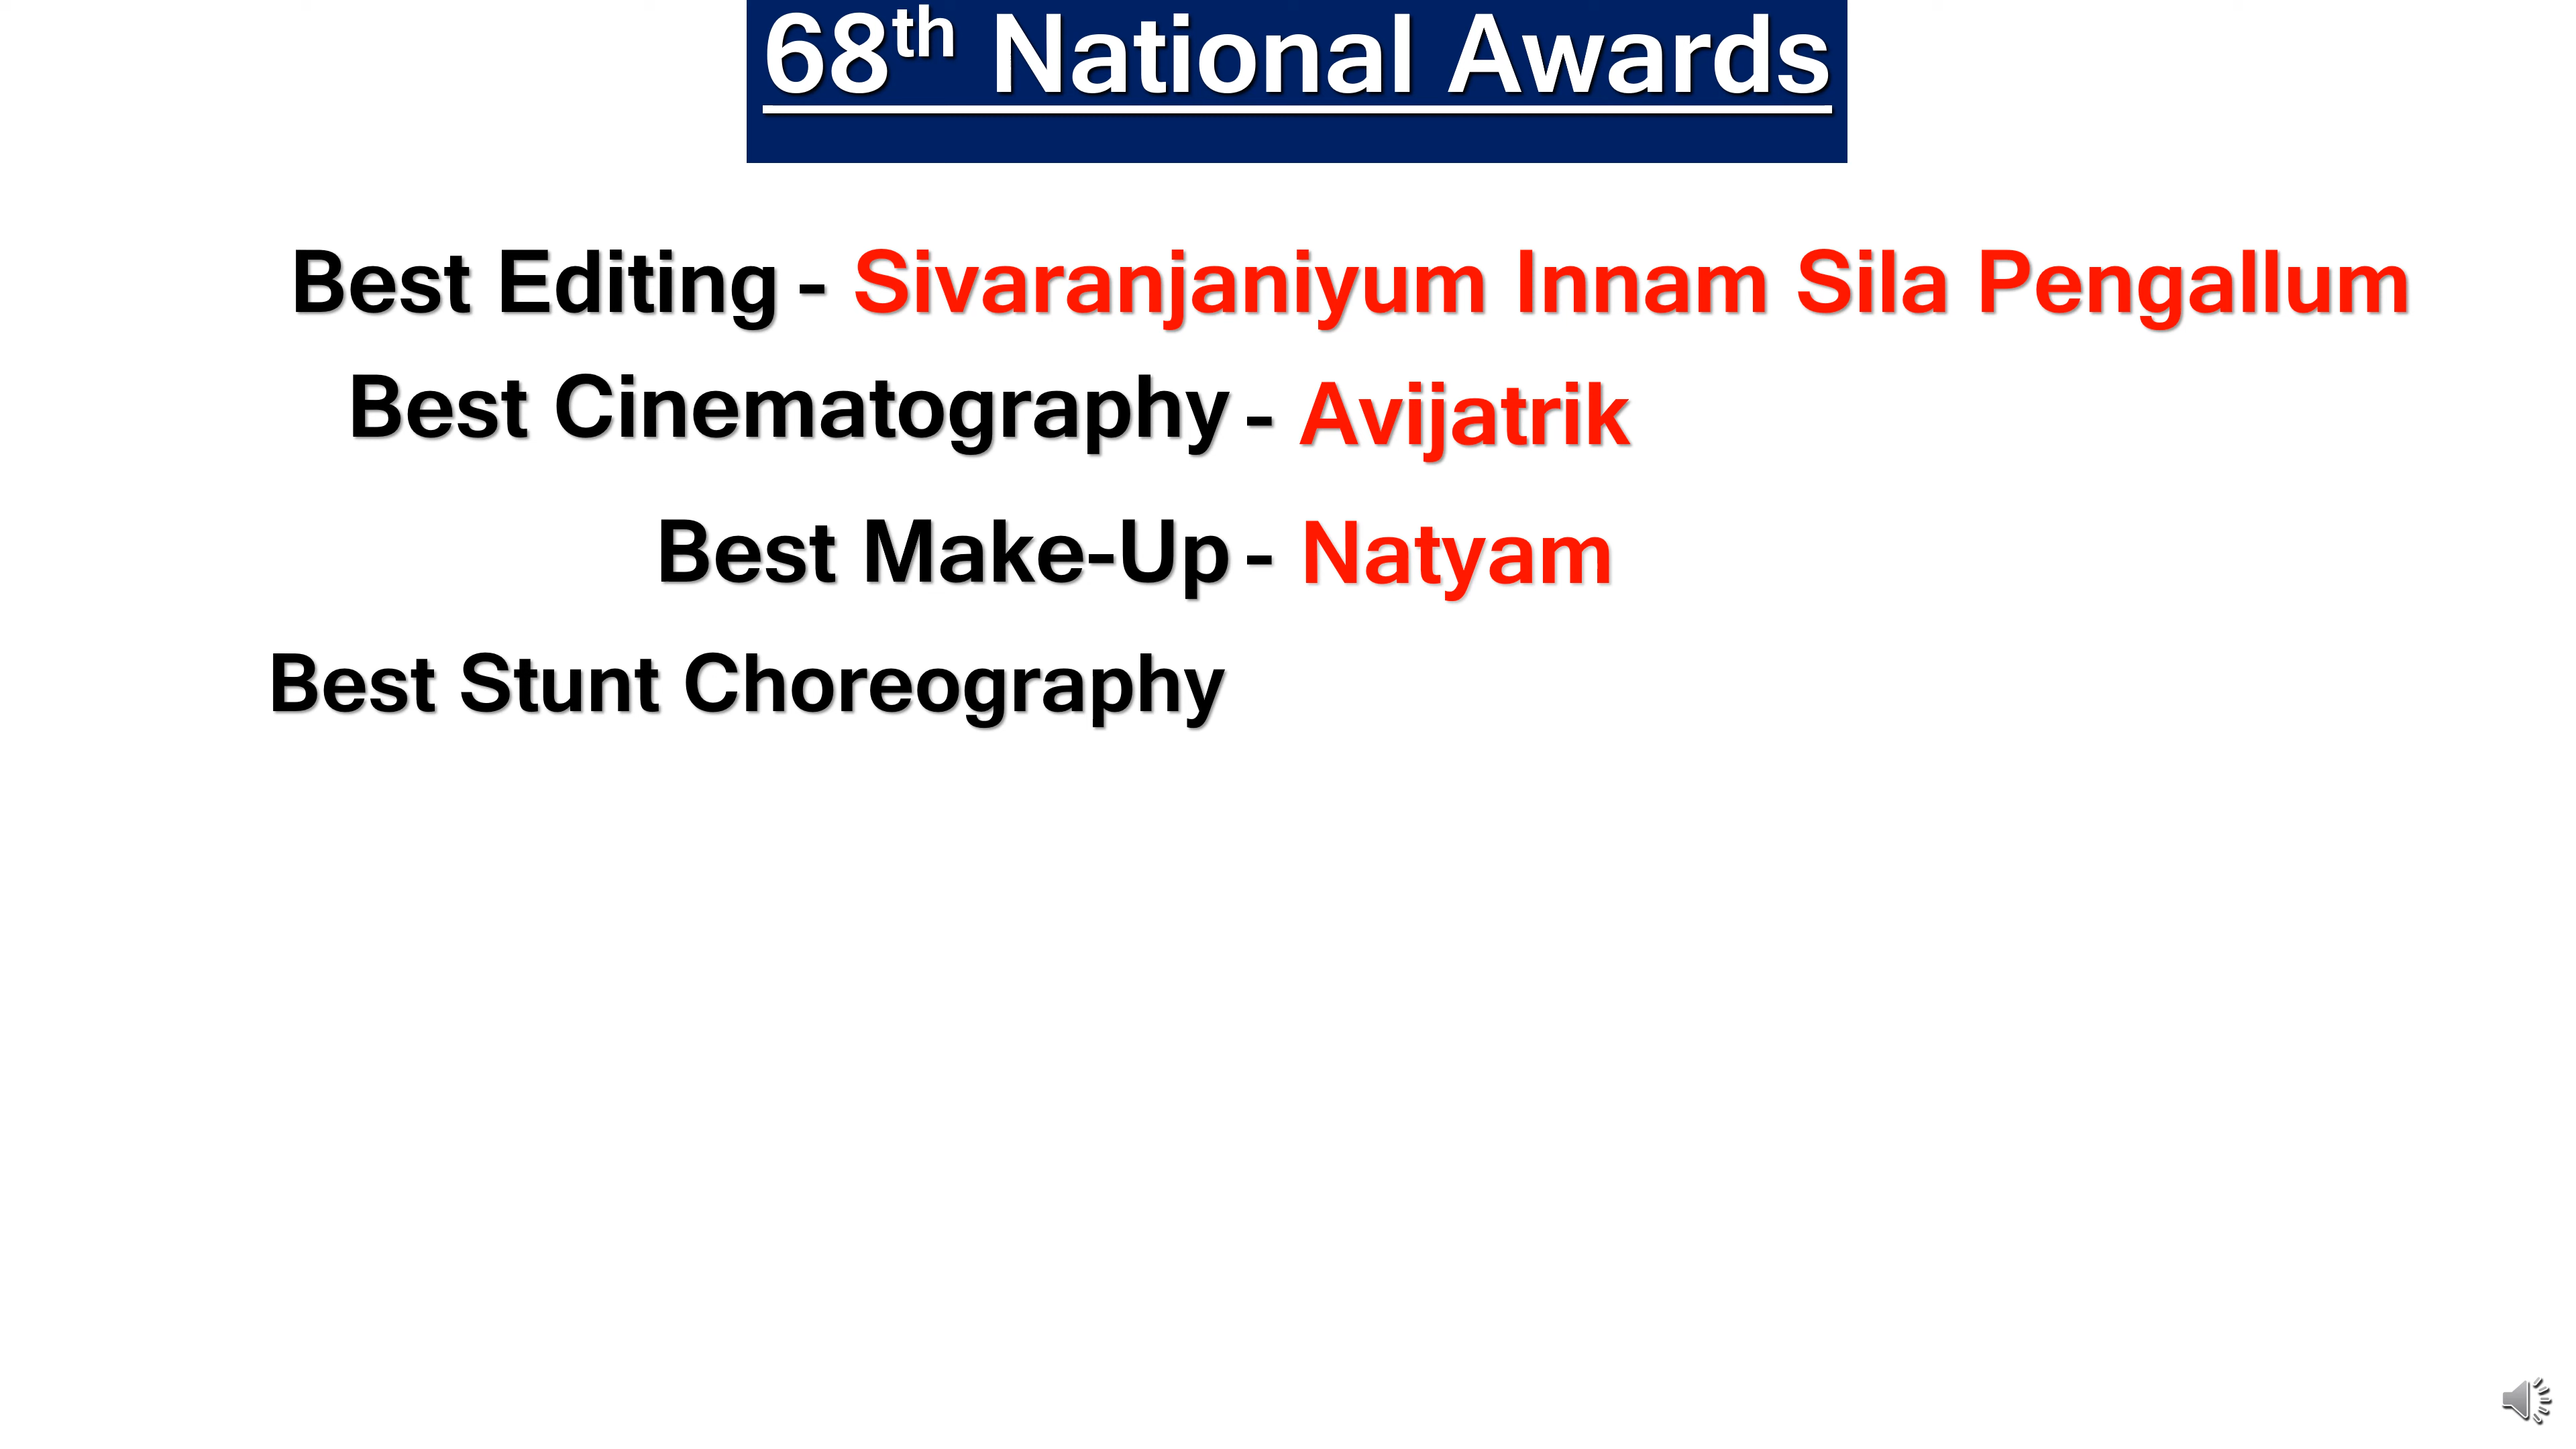 68th National Awards
Best Editing - Sivaranjaniyum Innam Sila Pengallum
Best Cinematography - Avijatrik
Best Make-Up - Natyam
Best Stunt Choreography